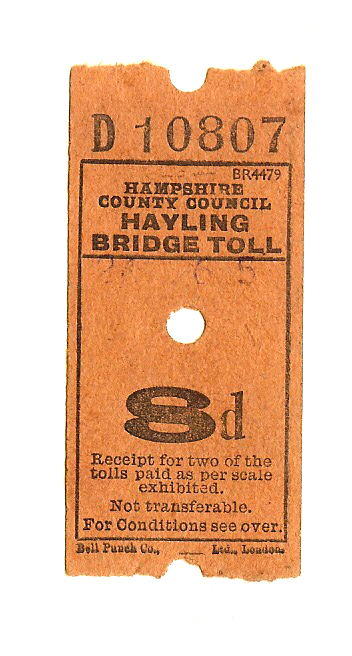 D 10807
BR4479
HAMPSHIRE
COUNTY COUNCIL
HAYLING
BRIDGE TOLL
8d
Receipt for two of the
tolls paid as per scale
exhibited.
Not transferable.
For Conditions see over.
Bell Punch Co., Ltd., London.